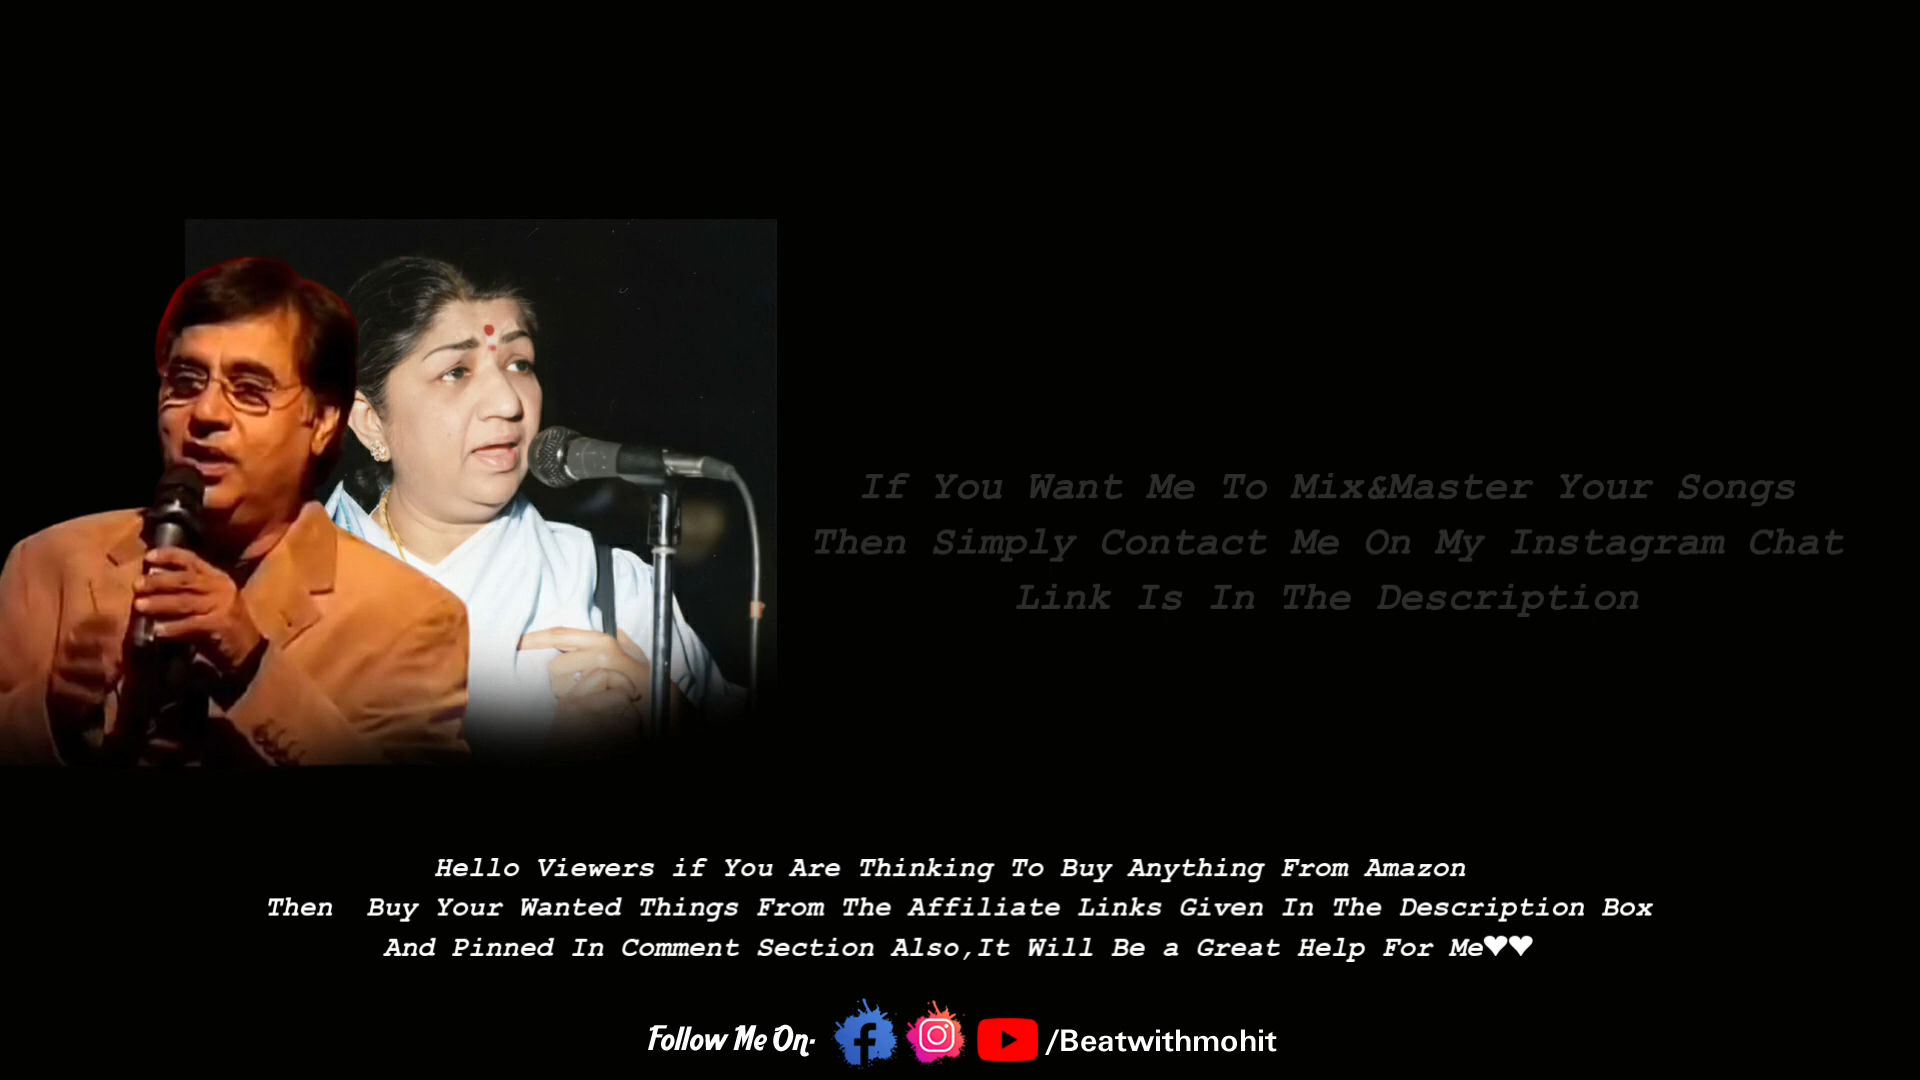 If You Want Me To Mix&Master Your Songs
Then Simply Contact Me On My Instagram Chat
Link Is In The Description
Hello Viewers if You Are Thinking To Buy Anything From Amazon
Then  Buy Your Wanted Things From The Affiliate Links Given In The Description Box
And Pinned In Comment Section Also,It Will Be a Great Help For Me♥♥
Follow Me On: /Beatwithmohit